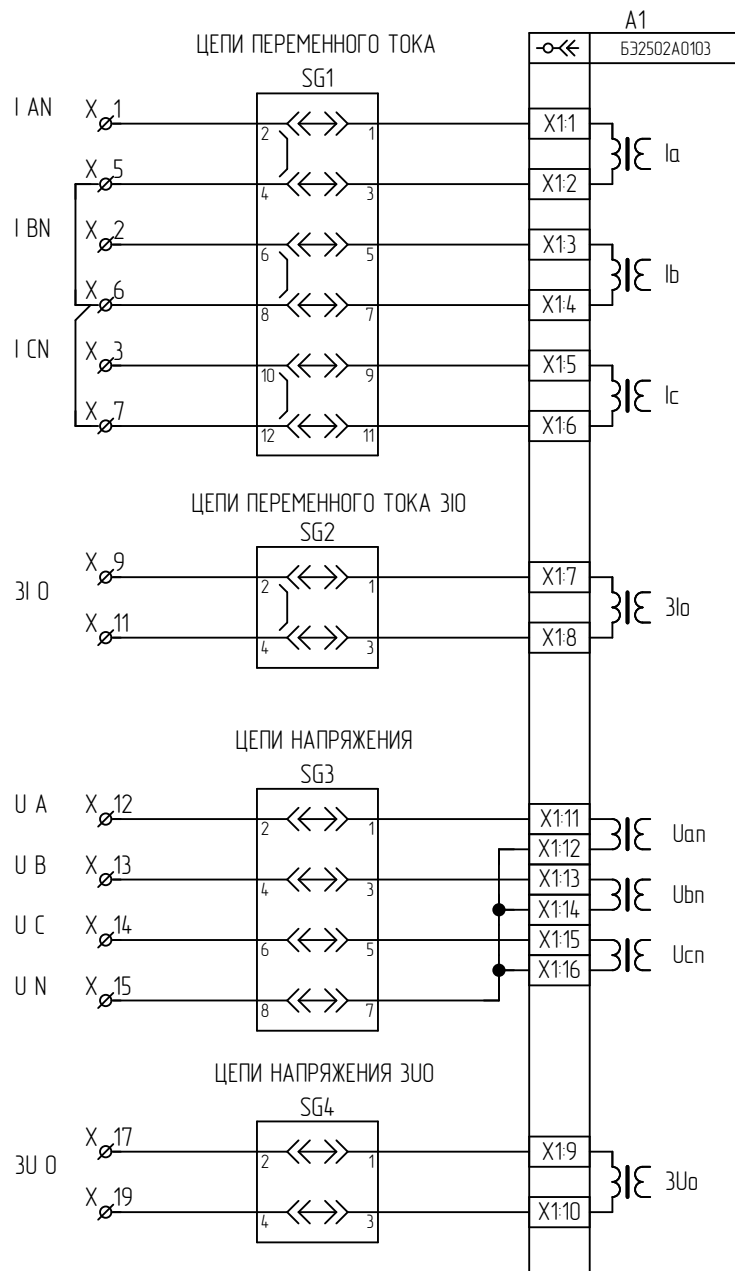 A1
БЭ2502А0103
ЦЕПИ ПЕРЕМЕННОГО ТОКА
SG1
I AN X 1 2 1 X1:1 Ia
X 5 4 3 X1:2
I BN X 2 6 5 X1:3 Ib
X 6 8 7 X1:4
I CN X 3 10 9 X1:5 Ic
X 7 12 11 X1:6
ЦЕПИ ПЕРЕМЕННОГО ТОКА 3I0
SG2
3I 0 X 9 2 1 X1:7 3Io
X 11 4 3 X1:8
ЦЕПИ НАПРЯЖЕНИЯ
SG3
U A X 12 2 1 X1:11 Uan
X1:12
U B X 13 4 3 X1:13 Ubn
X1:14
U C X 14 6 5 X1:15 Ucn
X1:16
U N X 15 8 7
ЦЕПИ НАПРЯЖЕНИЯ 3U0
SG4
3U 0 X 17 2 1 X1:9 3Uo
X 19 4 3 X1:10